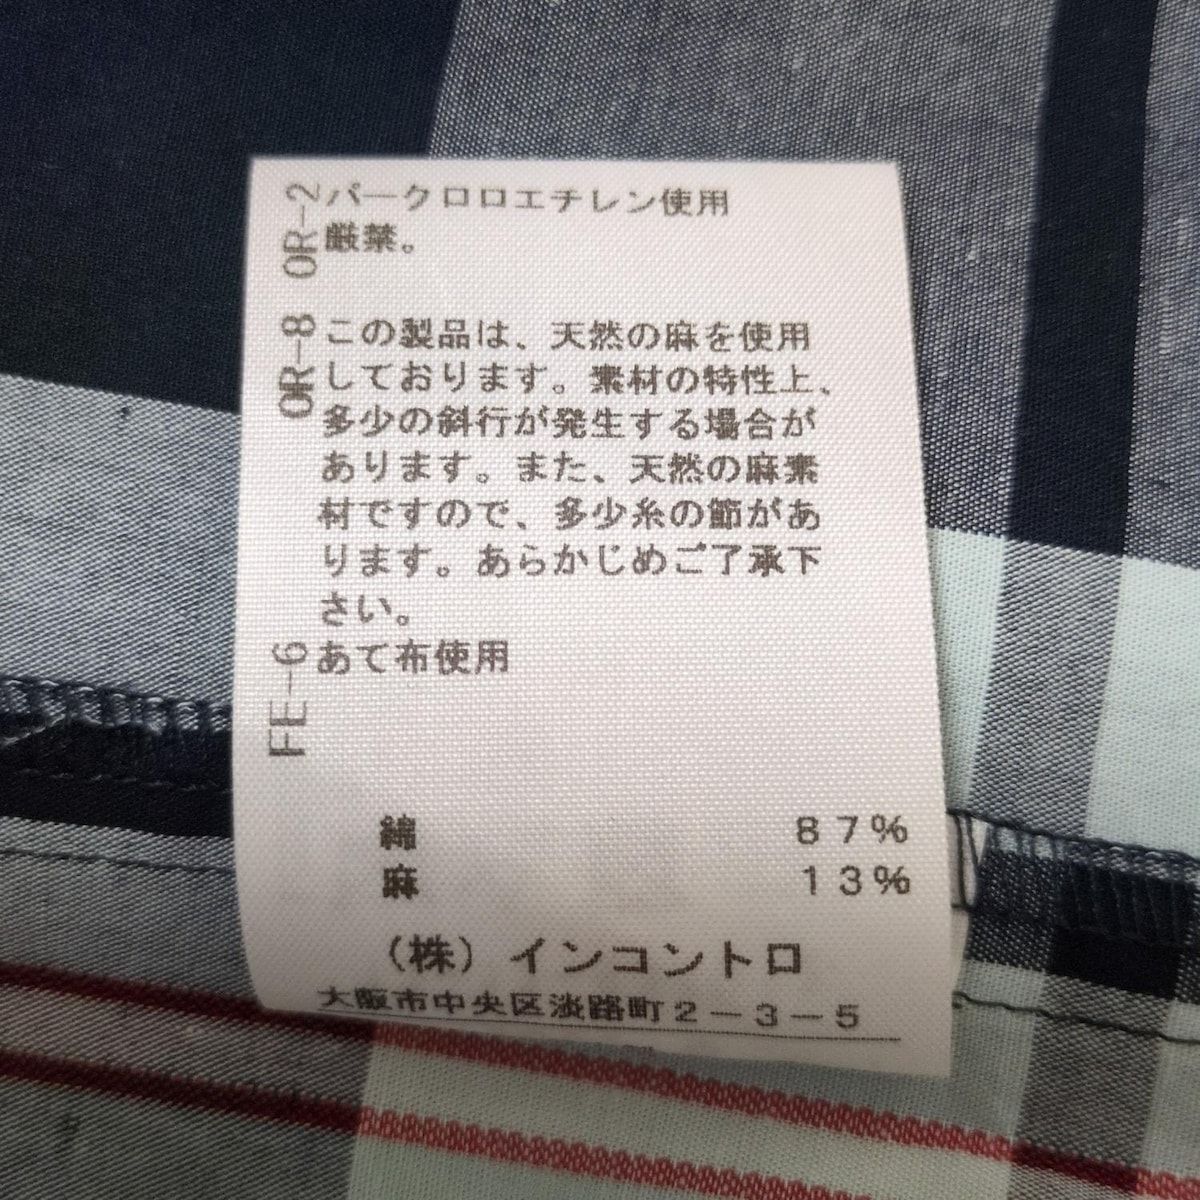 OR-2 パークロロエチレン使用
厳禁。
OR-8 この製品は、天然の麻を使用
しております。素材の特性上、
多少の斜行が発生する場合が
あります。また、天然の麻素
材ですので、多少糸の節があ
ります。あらかじめご了承下
さい。
FE-6 あて布使用
綿 87%
麻 13%
(株)インコントロ
大阪市中央区淡路町2-3-5